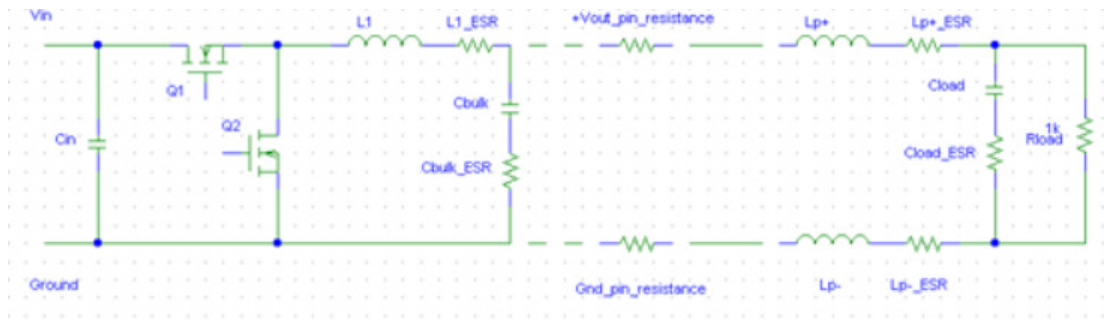 Vin
L1
L1_ESR
+Vout_pin_resistance
Lp+
Lp+_ESR
Q1
Cbulk
Cload
Q2
Cin
1k
Rload
Cload_ESR
Cbulk_ESR
Ground
Gnd_pin_resistance
Lp-
Lp-_ESR